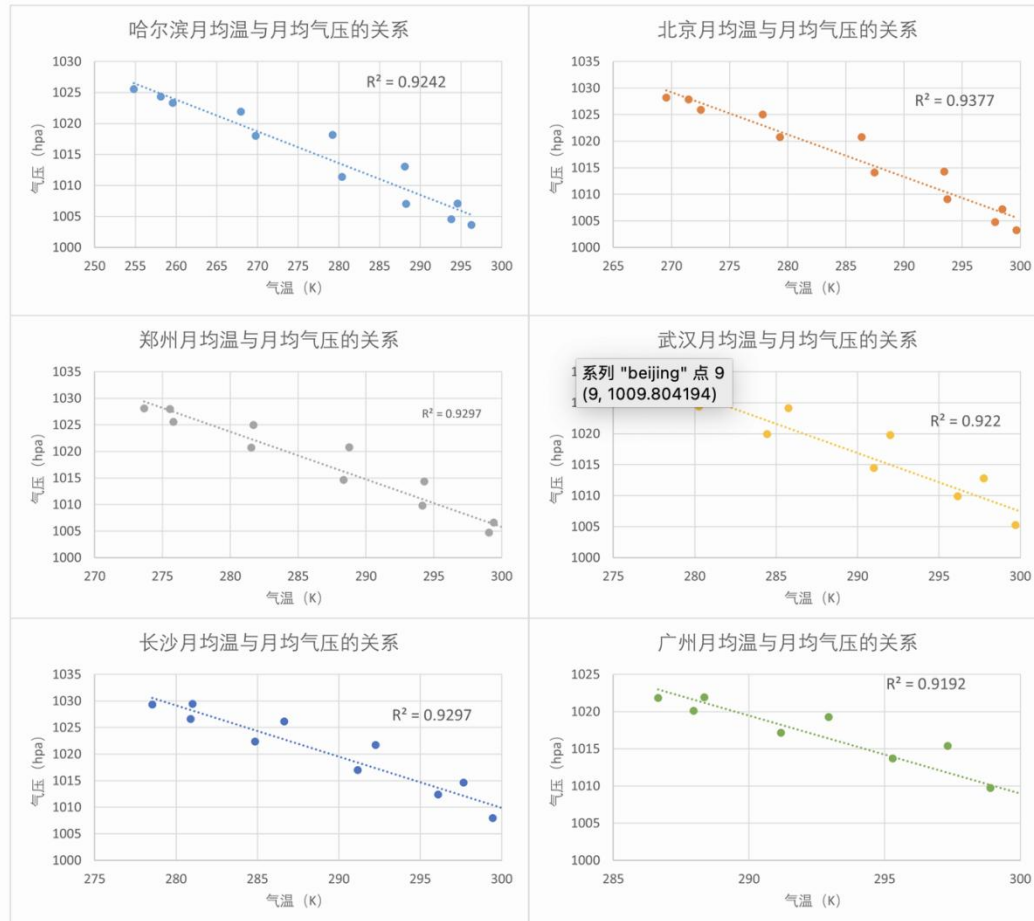 哈尔滨月均温与月均气压的关系
1030
1025
1020
1015
1010
1005
1000
气压（hpa）
R² = 0.9242
250 255 260 265 270 275 280 285 290 295 300
气温（K）
北京月均温与月均气压的关系
1035
1030
1025
1020
1015
1010
1005
1000
气压（hpa）
R² = 0.9377
265 270 275 280 285 290 295 300
气温（K）
郑州月均温与月均气压的关系
1035
1030
1025
1020
1015
1010
1005
1000
气压（hpa）
R² = 0.9297
270 275 280 285 290 295 300
气温（K）
武汉月均温与月均气压的关系
系列 "beijing" 点 9
(9, 1009.804194)
1020
1015
1010
1005
1000
气压（hpa）
R² = 0.922
275 280 285 290 295 300
气温（K）
长沙月均温与月均气压的关系
1035
1030
1025
1020
1015
1010
1005
1000
气压（hpa）
R² = 0.9297
275 280 285 290 295 300
气温（K）
广州月均温与月均气压的关系
1025
1020
1015
1010
1005
1000
气压（hpa）
R² = 0.9192
285 290 295 300
气温（K）